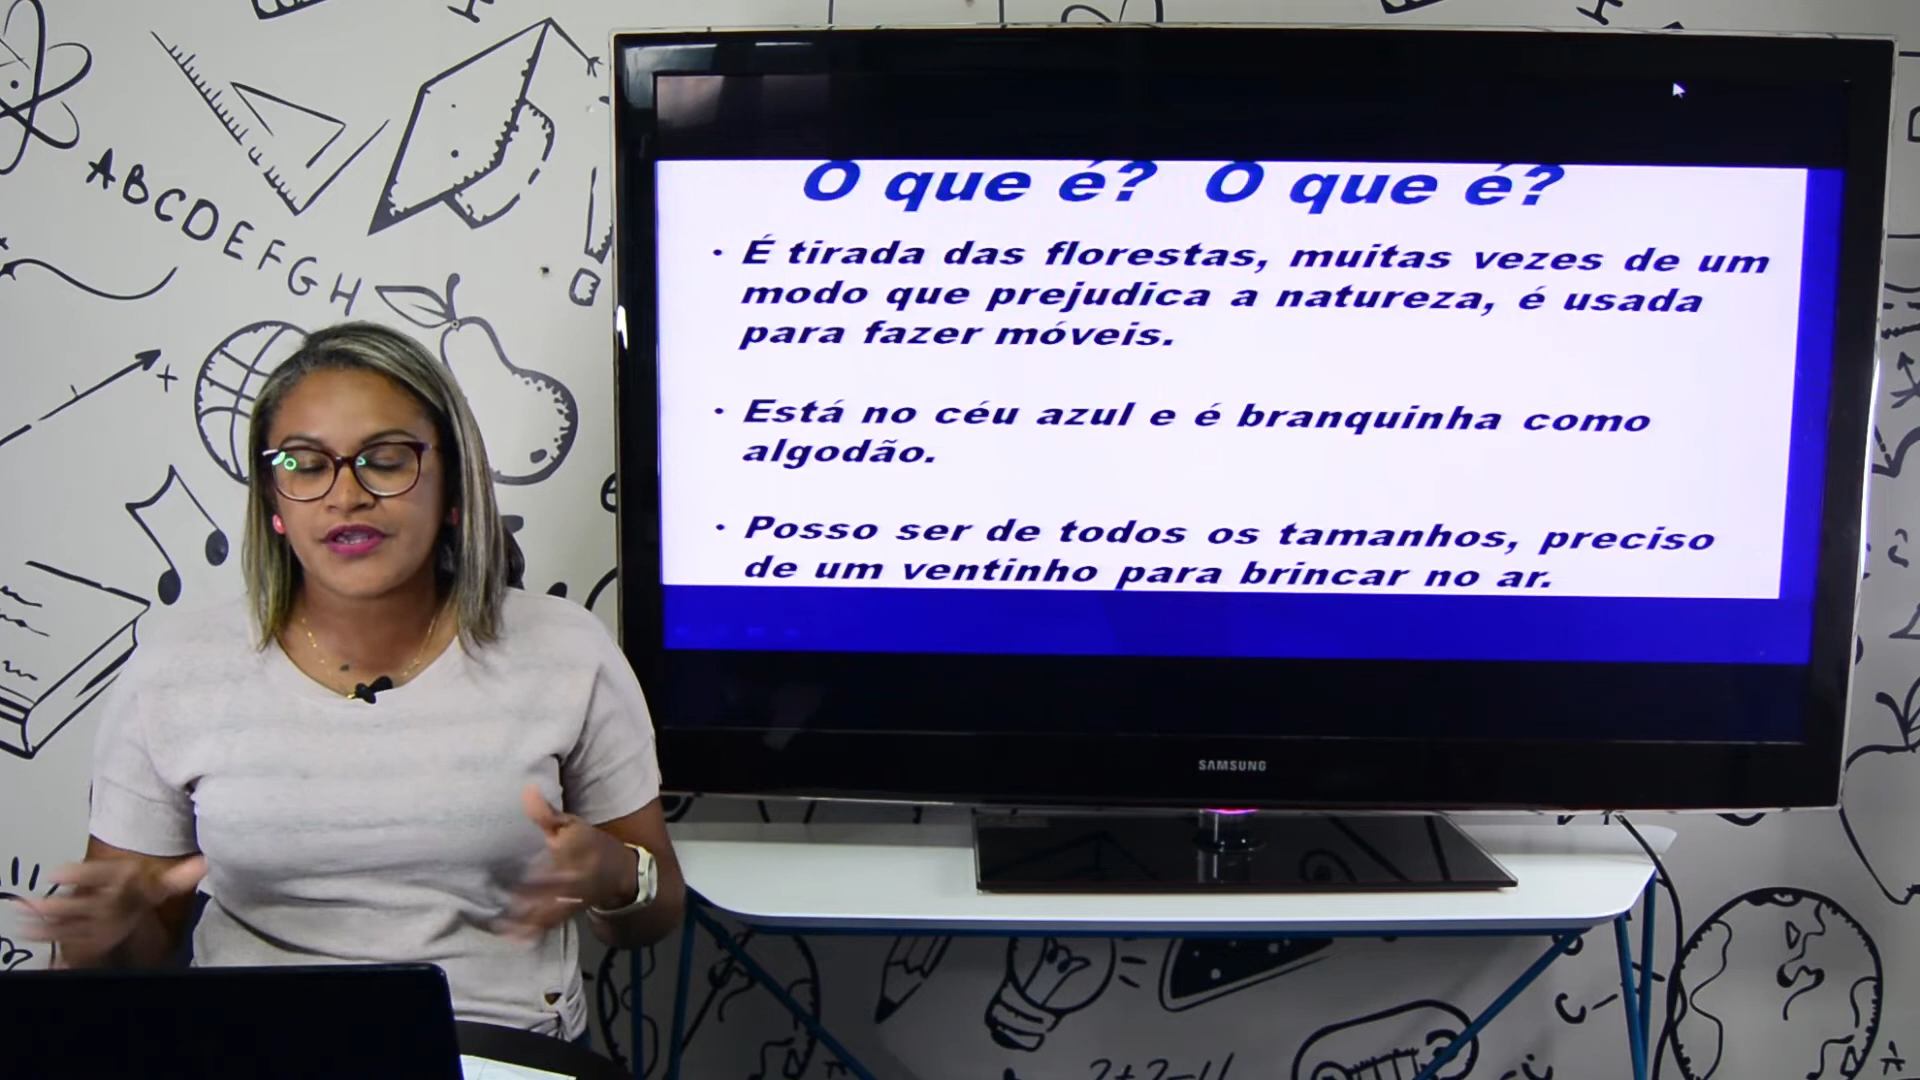 ABCDEFGH
O que é? O que é?
• É tirada das florestas, muitas vezes de um
modo que prejudica a natureza, é usada
para fazer móveis.
• Está no céu azul e é branquinha como
algodão.
• Posso ser de todos os tamanhos, preciso
de um ventinho para brincar no ar.
SAMSUNG